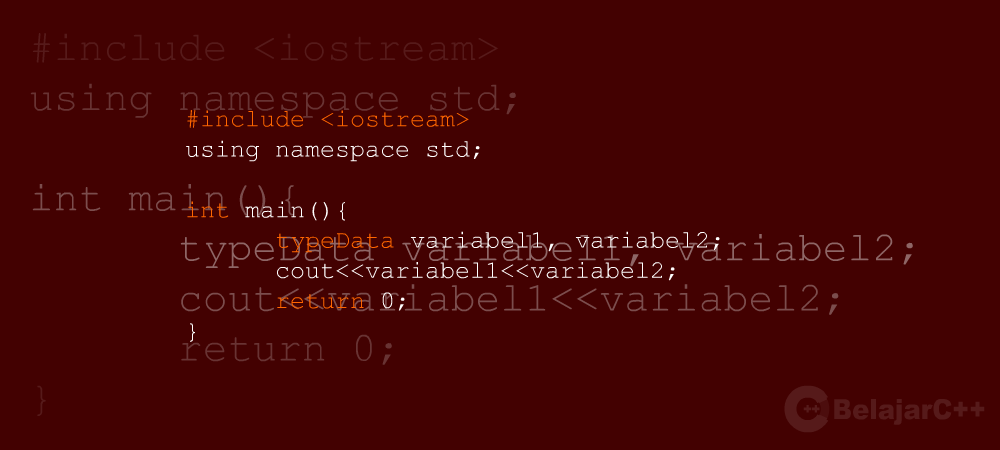 #include <iostream>
using namespace std;
int main(){
typeData variabel1, variabel2;
cout<<variabel1<<variabel2;
return 0;
}
#include <iostream>
using namespace std;
int main(){
typeData variabel1, variabel2;
cout<<variabel1<<variabel2;
return 0;
}
C++ BelajarC++